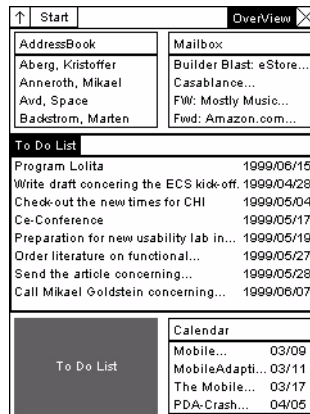 ↑ Start OverView X
AddressBook
Aberg, Kristoffer
Anneroth, Mikael
Avd, Space
Backstrom, Marten
Mailbox
Builder Blast: eStore...
Casablance...
FW: Mostly Music...
Fwd: Amazon.com...
To Do List
Program Lolita 1999/06/15
Write draft concering the ECS kick-off. 1999/04/28
Check-out the new times for CHI 1999/05/04
Ce-Conference 1999/05/17
Preparation for new usability lab in... 1999/05/19
Order literature on functional... 1999/05/27
Send the article concerning... 1999/05/28
Call Mikael Goldstein concerning... 1999/06/07
To Do List
Calendar
Mobile... 03/09
MobileAdapti... 03/11
The Mobile... 03/17
PDA-Crash... 04/05